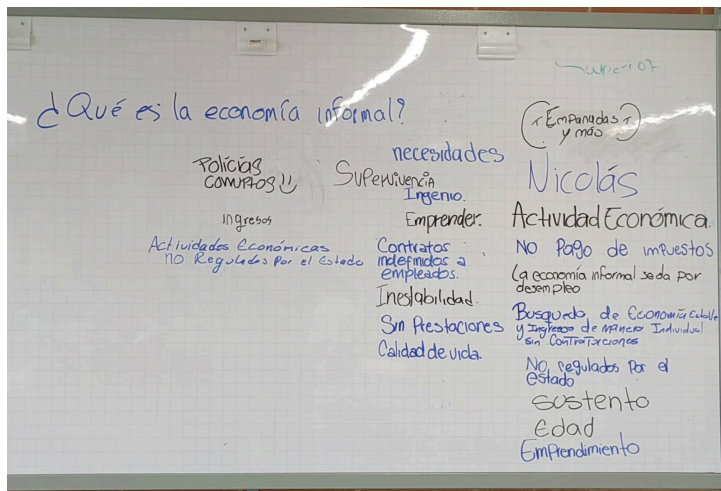 superior
¿Qué es la economía informal?
Policías
corruptos
Ingresos
Actividades Económicas
no Regulados Por el Estado
necesidades
Supervivencia
Ingenio.
Emprender.
Contratos
indefinidos a
empleados.
Inestabilidad.
Sin Prestaciones
Calidad de vida.
Empanadas
y más
Nicolás
Actividad Económica.
NO Pago de impuestos
La economía informal se da por
desempleo
Busqueda de Economía Estable
y Ingresos de manera Individual
sin Contrataciones
No regulados Por el
estado
Sustento
Edad
Emprendimiento